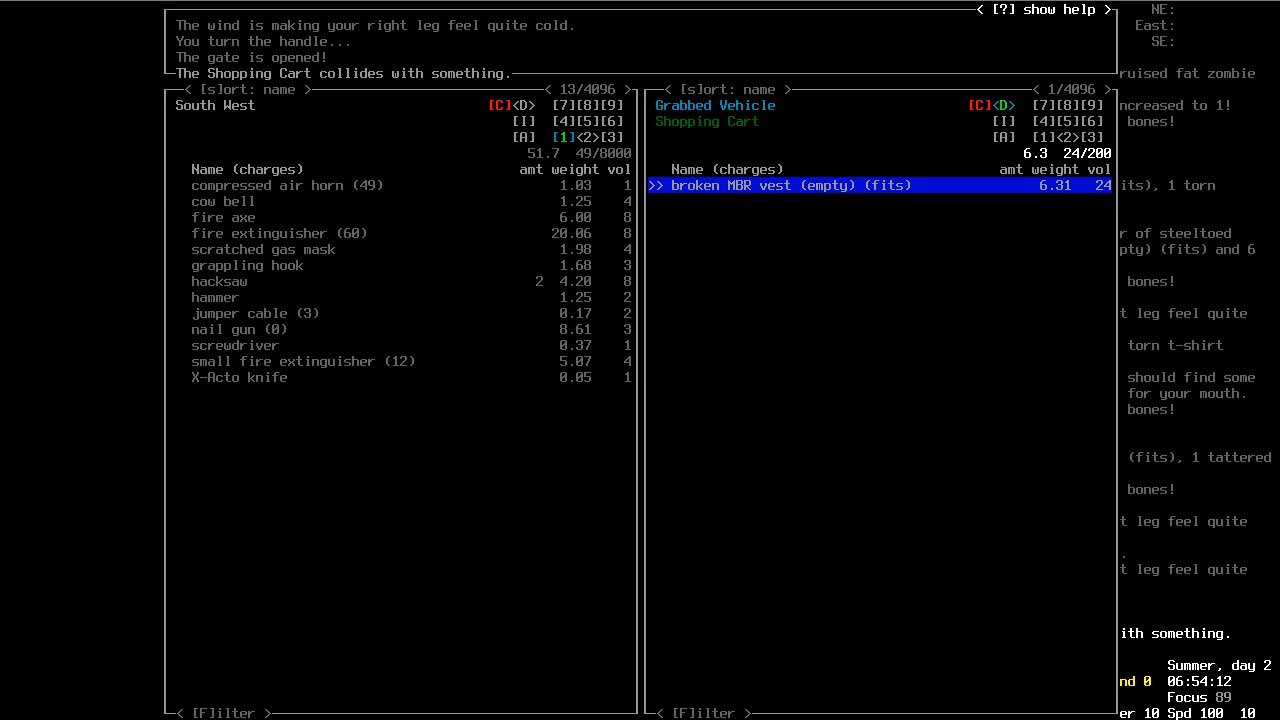 < [?] show help > NE:
The wind is making your right leg feel quite cold. East:
You turn the handle... SE:
The gate is opened!
The Shopping Cart collides with something. ruised fat zombie
< [s]ort: name > < 13/4096 > < [s]ort: name > < 1/4096 >
South West [C]<D> [7][8][9] Grabbed Vehicle [C]<D> [7][8][9] ncreased to 1!
[I] [4][5][6] Shopping Cart [I] [4][5][6] bones!
[A] [1]<2>[3] [A] [1]<2>[3]
51.7 49/8000 6.3 24/200
Name (charges) amt weight vol Name (charges) amt weight vol
compressed air horn (49) 1.03 1 >> broken MBR vest (empty) (fits) 6.31 24 its), 1 torn
cow bell 1.25 4
fire axe 6.00 8
fire extinguisher (60) 20.06 8 r of steeltoed
scratched gas mask 1.98 4 pty) (fits) and 6
grappling hook 1.68 3
hacksaw 2 4.20 8 bones!
hammer 1.25 2
jumper cable (3) 0.17 2 t leg feel quite
nail gun (0) 8.61 3
screwdriver 0.37 1 torn t-shirt
small fire extinguisher (12) 5.07 4
X-Acto knife 0.05 1 should find some
for your mouth.
bones!
(fits), 1 tattered
bones!
t leg feel quite
.
t leg feel quite
ith something.
Summer, day 2
nd 0 06:54:12
Focus 89
< [F]ilter > < [F]ilter > er 10 Spd 100 10